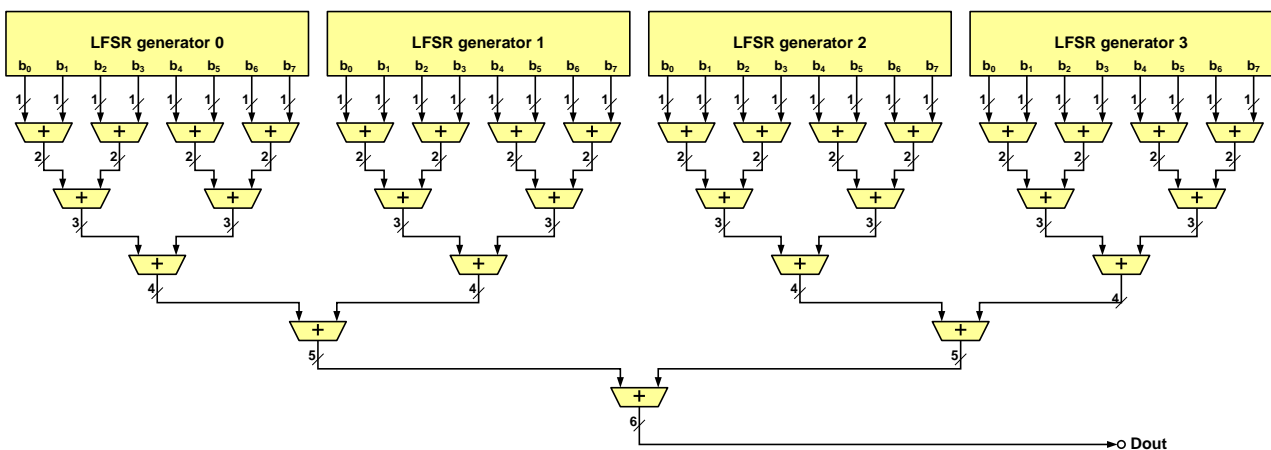 LFSR generator 0 LFSR generator 1 LFSR generator 2 LFSR generator 3
b₀ b₁ b₂ b₃ b₄ b₅ b₆ b₇ b₀ b₁ b₂ b₃ b₄ b₅ b₆ b₇ b₀ b₁ b₂ b₃ b₄ b₅ b₆ b₇ b₀ b₁ b₂ b₃ b₄ b₅ b₆ b₇
1 1 1 1 1 1 1 1 1 1 1 1 1 1 1 1 1 1 1 1 1 1 1 1 1 1 1 1 1 1 1 1
+ + + + + + + + + + + + + + + +
2 2 2 2 2 2 2 2 2 2 2 2 2 2 2 2
+ + + + + + + +
3 3 3 3 3 3 3 3
+ + + +
4 4 4 4
+ +
5 5
+
6
Dout